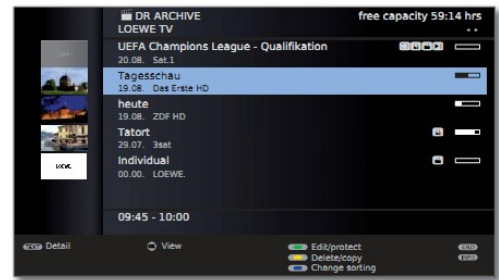 DR ARCHIVE
free capacity 59:14 hrs
LOEWE TV
UEFA Champions League - Qualifikation
20.08. Sat.1
Tagesschau
19.08. Das Erste HD
heute
19.08. ZDF HD
Tatort
29.07. 3sat
Individual
00.00. LOEWE.
LOEWE.
09:45 - 10:00
TEXT Detail
View
Edit/protect
END
Delete/copy
INFO
Change sorting